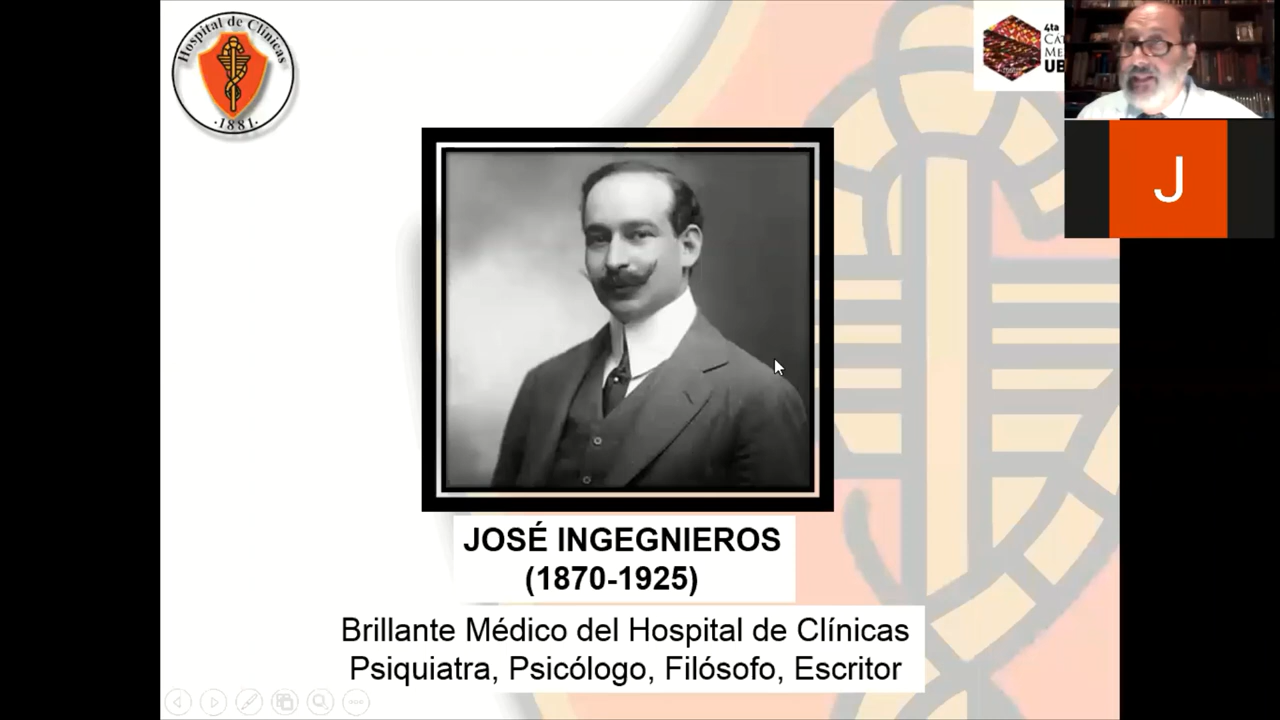 Hospital de Clínicas
·1881·
4ta
UB
J
JOSÉ INGEGNIEROS
(1870-1925)
Brillante Médico del Hospital de Clínicas
Psiquiatra, Psicólogo, Filósofo, Escritor